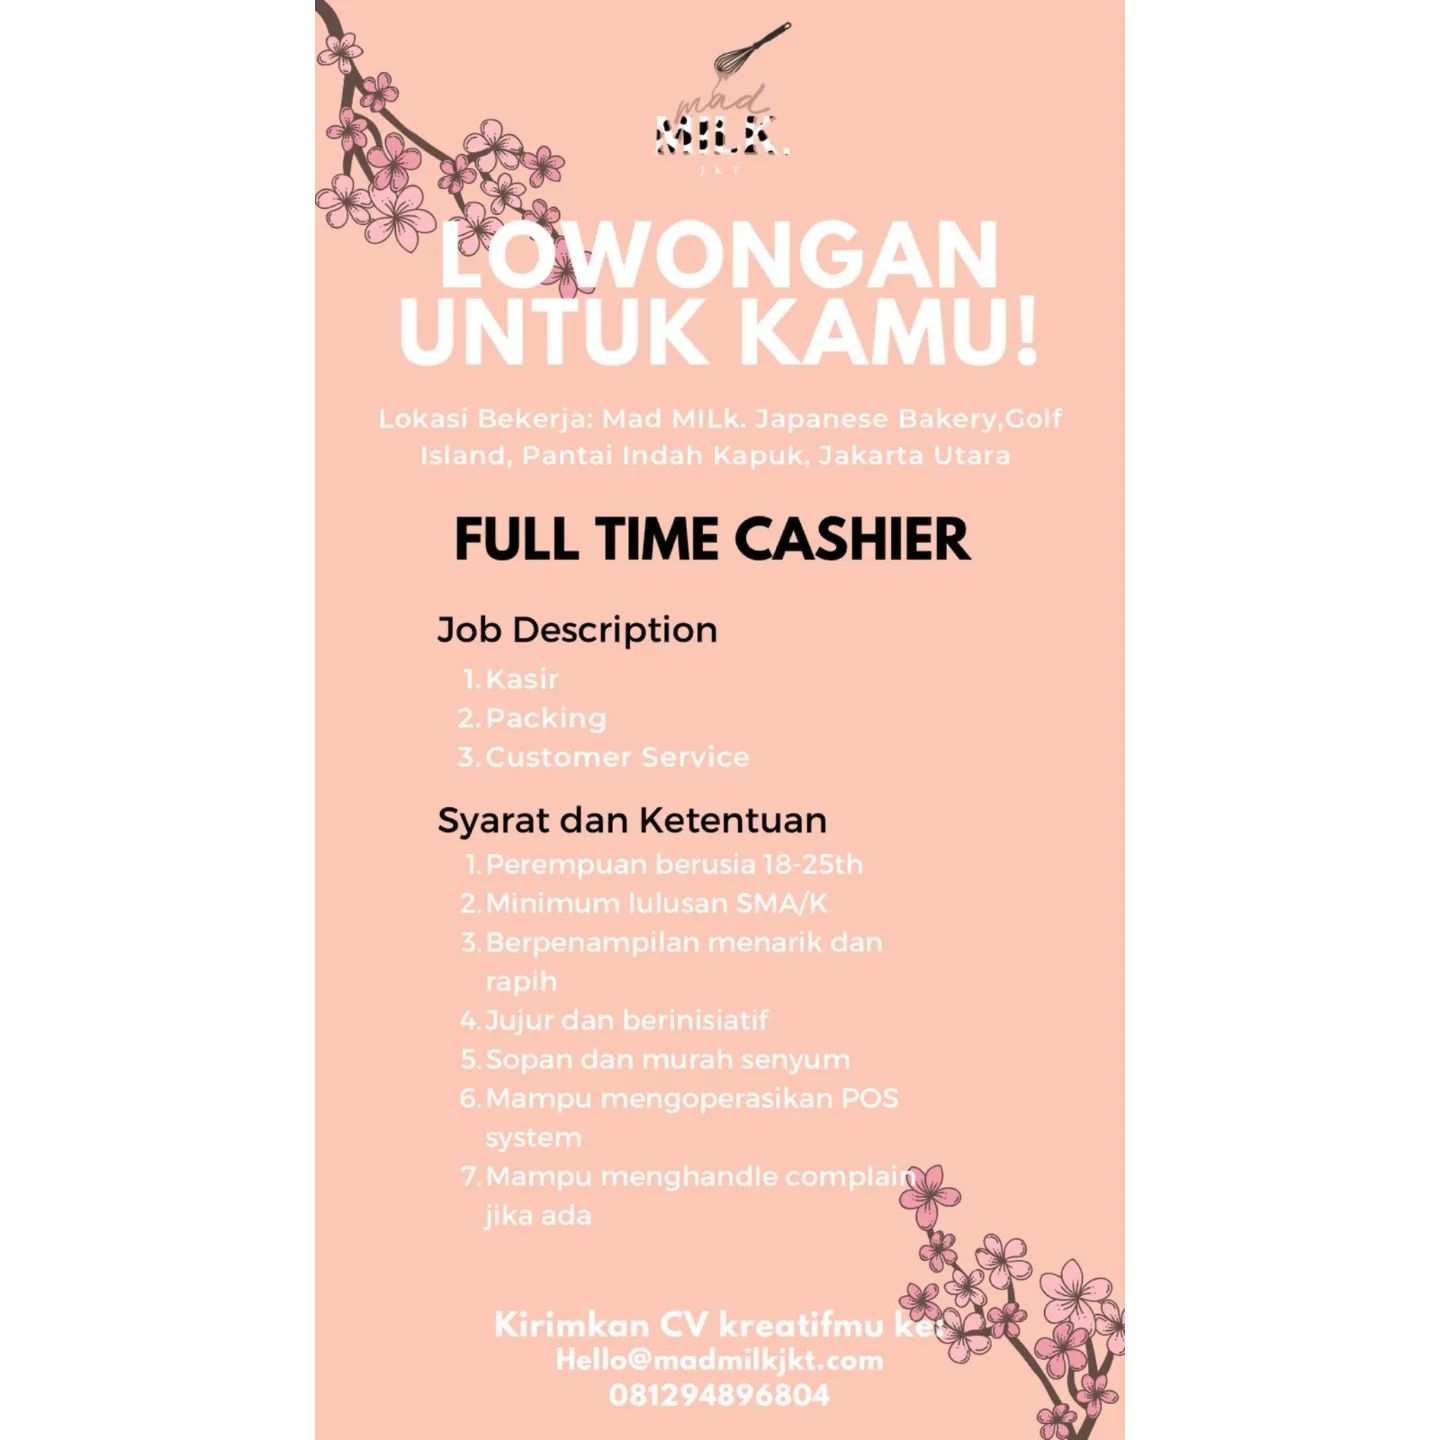 mad
MILK.
JKT
LOWONGAN
UNTUK KAMU!
Lokasi Bekerja: Mad MILk. Japanese Bakery,Golf
Island, Pantai Indah Kapuk, Jakarta Utara
FULL TIME CASHIER
Job Description
1. Kasir
2. Packing
3. Customer Service
Syarat dan Ketentuan
1. Perempuan berusia 18-25th
2. Minimum lulusan SMA/K
3. Berpenampilan menarik dan
rapih
4. Jujur dan berinisiatif
5. Sopan dan murah senyum
6. Mampu mengoperasikan POS
system
7. Mampu menghandle complain
jika ada
Kirimkan CV kreatifmu ke:
Hello@madmilkjkt.com
081294896804